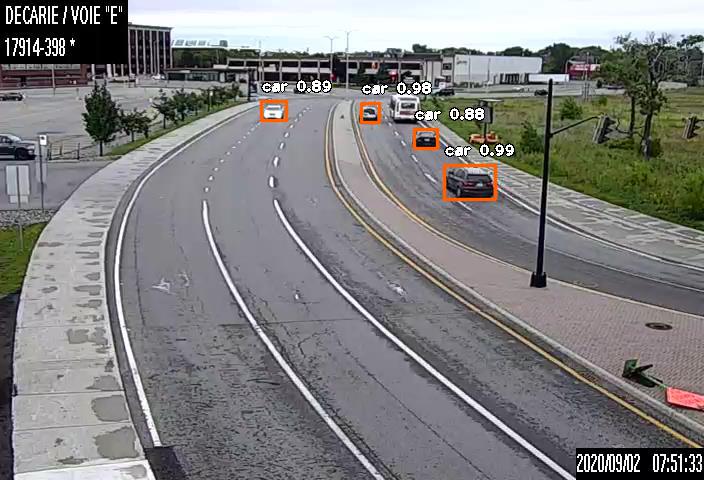 DECARIE / VOIE "E"
17914-398 *
car 0.89
car 0.98
car 0.88
car 0.99
2020/09/02 07:51:33